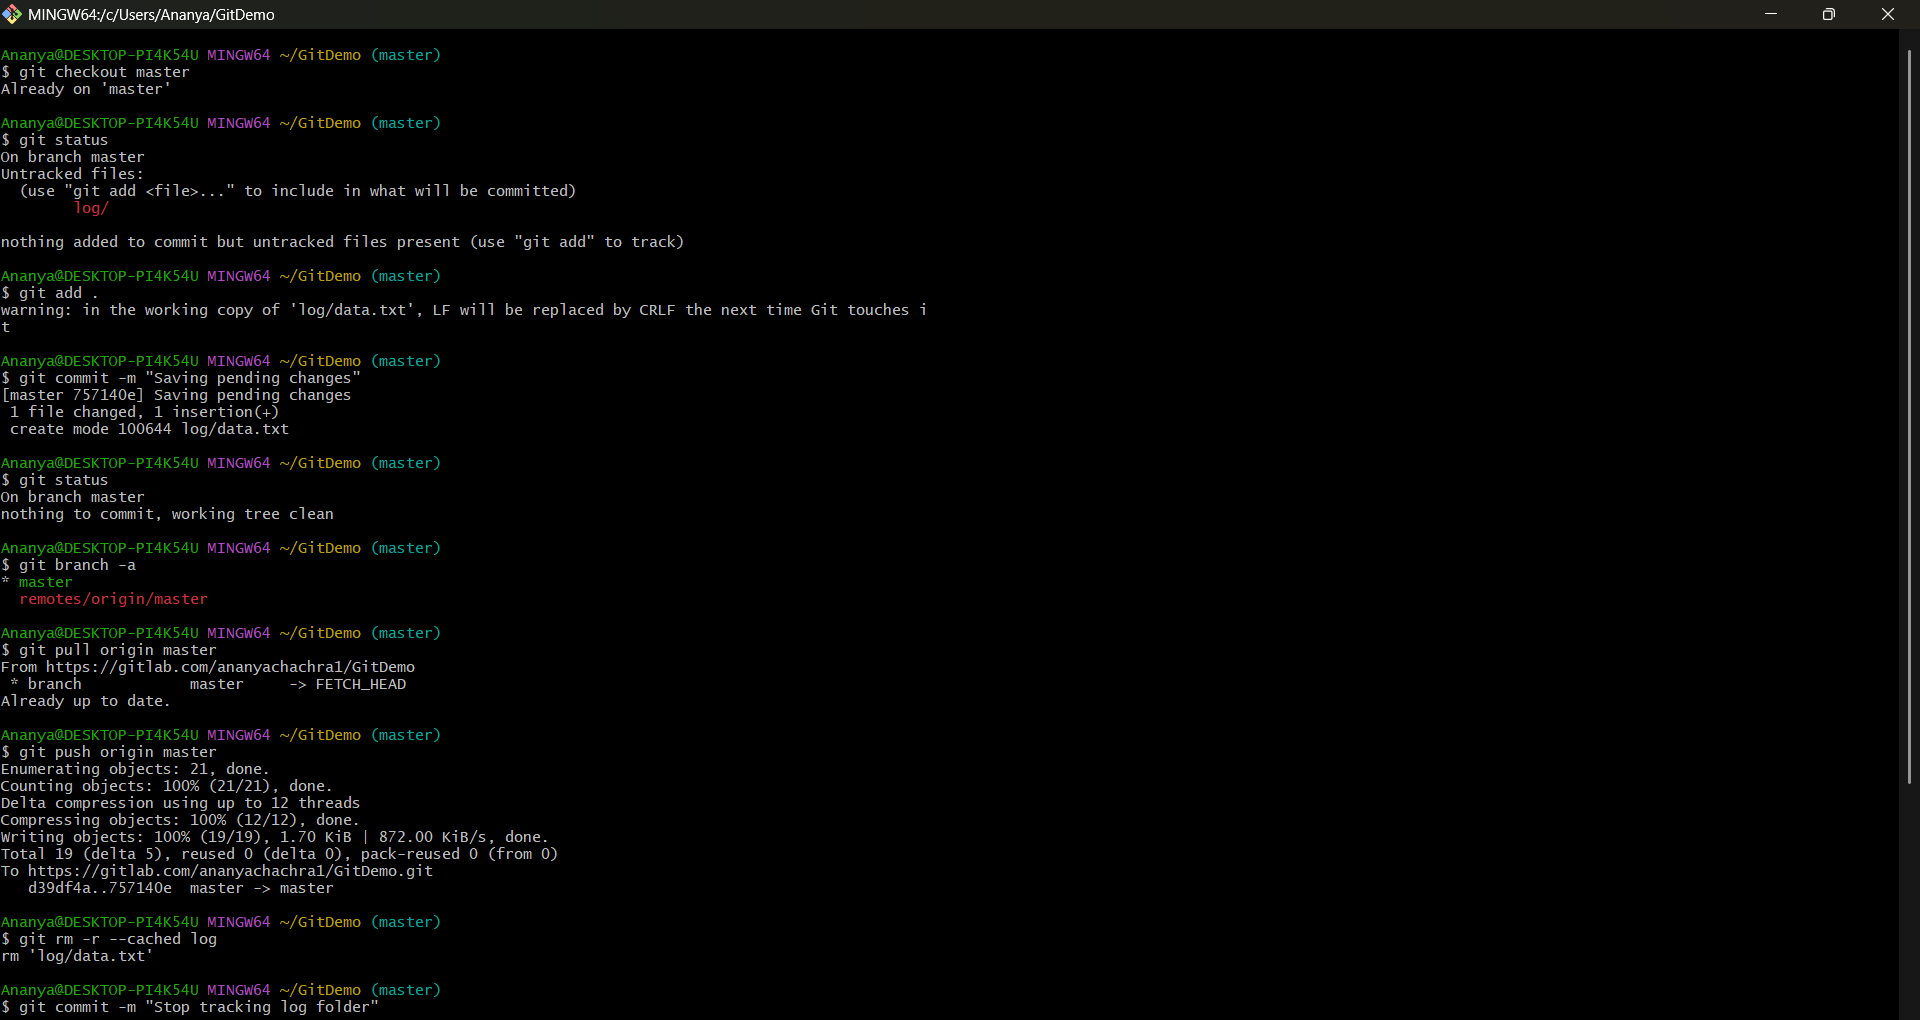 MINGW64:/c/Users/Ananya/GitDemo
Ananya@DESKTOP-PI4K54U MINGW64 ~/GitDemo (master)
$ git checkout master
Already on 'master'
Ananya@DESKTOP-PI4K54U MINGW64 ~/GitDemo (master)
$ git status
On branch master
Untracked files:
  (use "git add <file>..." to include in what will be committed)
        log/
nothing added to commit but untracked files present (use "git add" to track)
Ananya@DESKTOP-PI4K54U MINGW64 ~/GitDemo (master)
$ git add .
warning: in the working copy of 'log/data.txt', LF will be replaced by CRLF the next time Git touches i
t
Ananya@DESKTOP-PI4K54U MINGW64 ~/GitDemo (master)
$ git commit -m "Saving pending changes"
[master 757140e] Saving pending changes
 1 file changed, 1 insertion(+)
 create mode 100644 log/data.txt
Ananya@DESKTOP-PI4K54U MINGW64 ~/GitDemo (master)
$ git status
On branch master
nothing to commit, working tree clean
Ananya@DESKTOP-PI4K54U MINGW64 ~/GitDemo (master)
$ git branch -a
* master
  remotes/origin/master
Ananya@DESKTOP-PI4K54U MINGW64 ~/GitDemo (master)
$ git pull origin master
From https://gitlab.com/ananyachachra1/GitDemo
 * branch            master     -> FETCH_HEAD
Already up to date.
Ananya@DESKTOP-PI4K54U MINGW64 ~/GitDemo (master)
$ git push origin master
Enumerating objects: 21, done.
Counting objects: 100% (21/21), done.
Delta compression using up to 12 threads
Compressing objects: 100% (12/12), done.
Writing objects: 100% (19/19), 1.70 KiB | 872.00 KiB/s, done.
Total 19 (delta 5), reused 0 (delta 0), pack-reused 0 (from 0)
To https://gitlab.com/ananyachachra1/GitDemo.git
   d39df4a..757140e  master -> master
Ananya@DESKTOP-PI4K54U MINGW64 ~/GitDemo (master)
$ git rm -r --cached log
rm 'log/data.txt'
Ananya@DESKTOP-PI4K54U MINGW64 ~/GitDemo (master)
$ git commit -m "Stop tracking log folder"